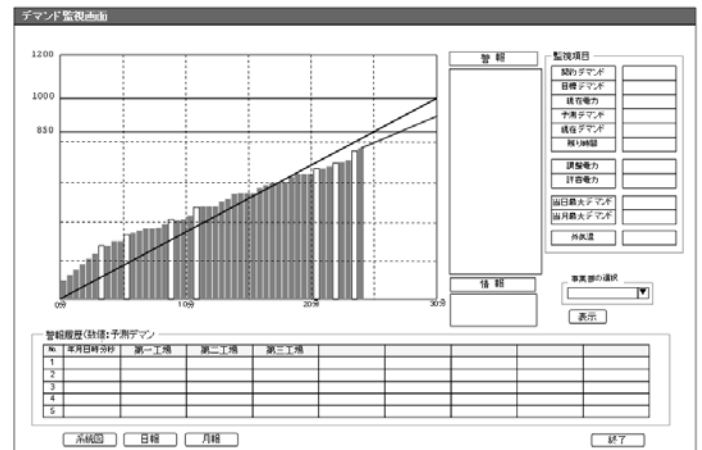 デマンド監視画面
1200
1000
850
0分
10分
20分
30分
警 報
情 報
監視項目
契約デマンド
目標デマンド
現在電力
予測デマンド
現在デマンド
残り時間
調整電力
許容電力
当日最大デマンド
当月最大デマンド
外気温
事業部の選択
表示
警報履歴(数値:予測デマン
No. 年月日時分秒 第一工場 第二工場 第三工場
1
2
3
4
5
系統図 日報 月報 終了